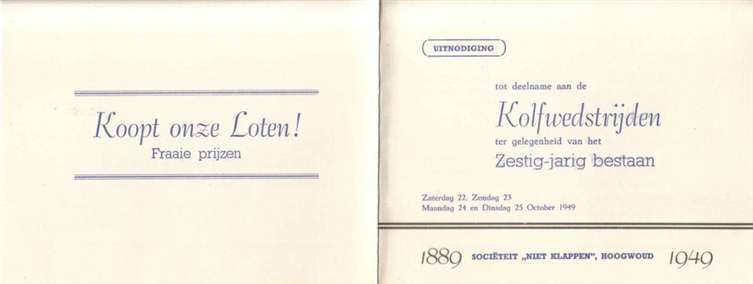 Koopt onze Loten!
Fraaie prijzen
UITNODIGING
tot deelname aan de
Kolfwedstrijden
ter gelegenheid van het
Zestig-jarig bestaan
Zaterdag 22, Zondag 23
Maandag 24 en Dinsdag 25 October 1949
1889 SOCIËTEIT „NIET KLAPPEN”, HOOGWOUD 1949